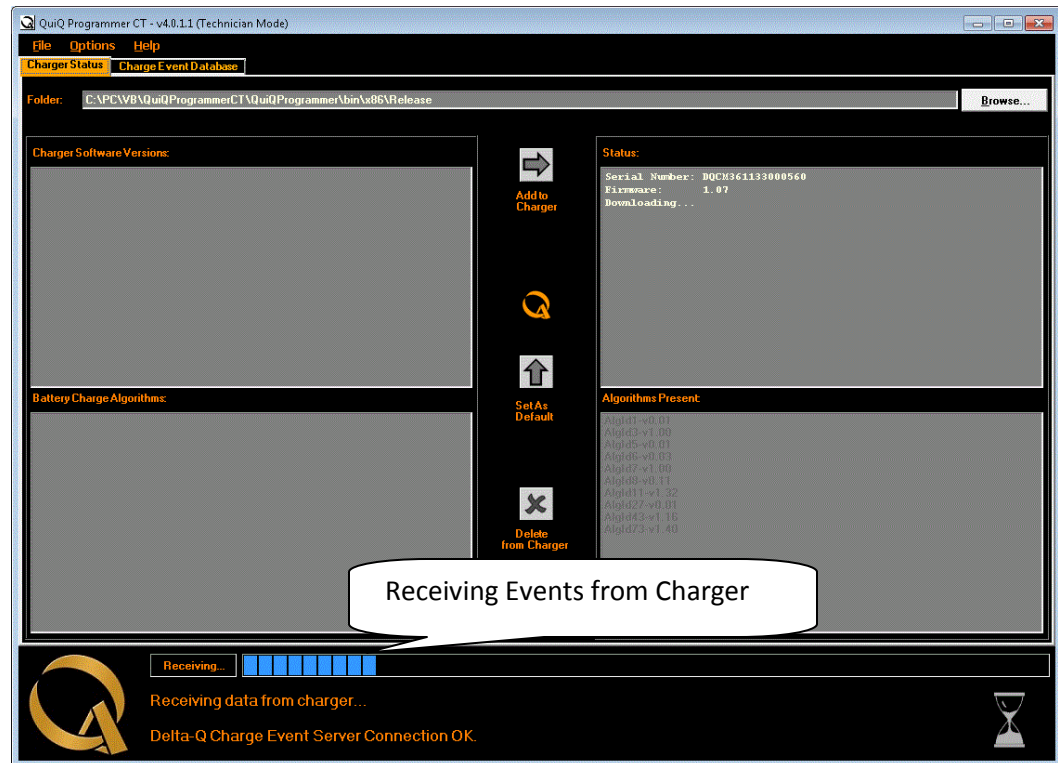 QuiQ Programmer CT - v4.0.1.1 (Technician Mode)
File Options Help
Charger Status Charge Event Database
Folder: C:\PC\VB\QuiQProgrammerCT\QuiQProgrammer\bin\x86\Release Browse...
Charger Software Versions:
Add to
Charger
Status:
Serial Number: DQCM361133000560
Firmware: 1.07
Downloading...
Battery Charge Algorithms:
Set As
Default
Algorithms Present:
AlgId1-v0.01
AlgId3-v1.00
AlgId5-v0.01
AlgId6-v0.03
AlgId7-v1.00
AlgId8-v0.11
AlgId11-v1.32
AlgId27-v0.01
AlgId43-v1.16
AlgId73-v1.40
Delete
from Charger
Receiving Events from Charger
Receiving...
Receiving data from charger...
Delta-Q Charge Event Server Connection OK.